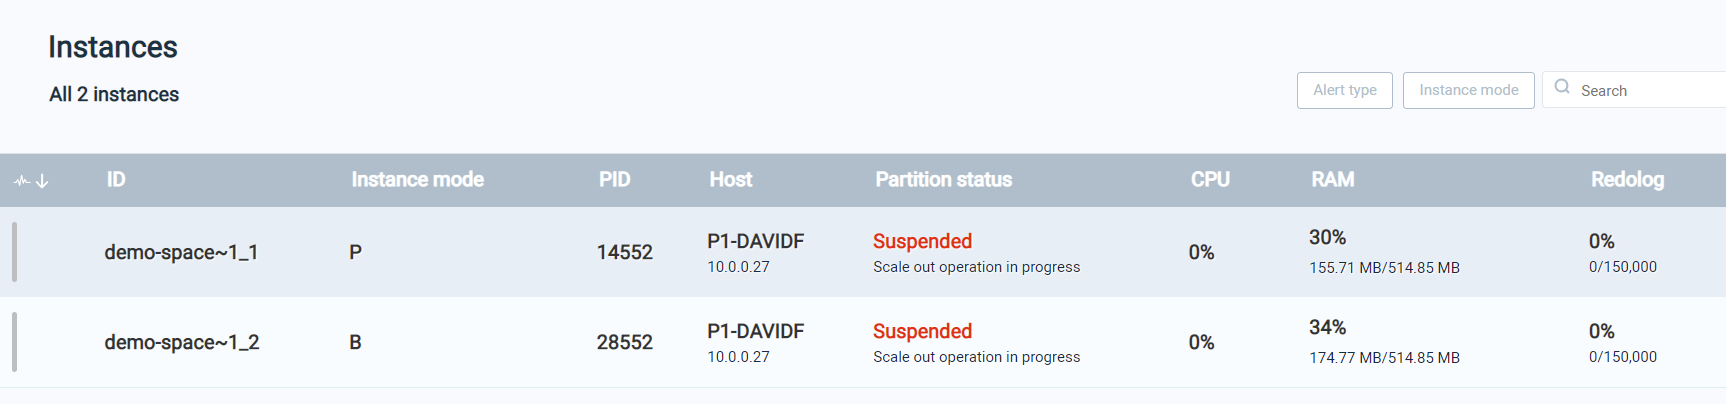 Instances
All 2 instances
Alert type Instance mode Search
ID Instance mode PID Host Partition status CPU RAM Redolog
demo-space~1_1 P 14552 P1-DAVIDF Suspended 0% 30% 0%
10.0.0.27 Scale out operation in progress 155.71 MB/514.85 MB 0/150,000
demo-space~1_2 B 28552 P1-DAVIDF Suspended 0% 34% 0%
10.0.0.27 Scale out operation in progress 174.77 MB/514.85 MB 0/150,000